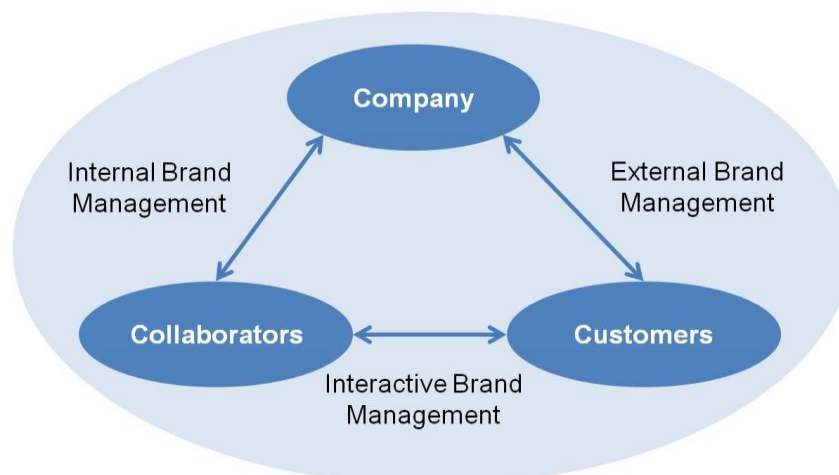 Company
Internal Brand
Management
External Brand
Management
Collaborators
Customers
Interactive Brand
Management